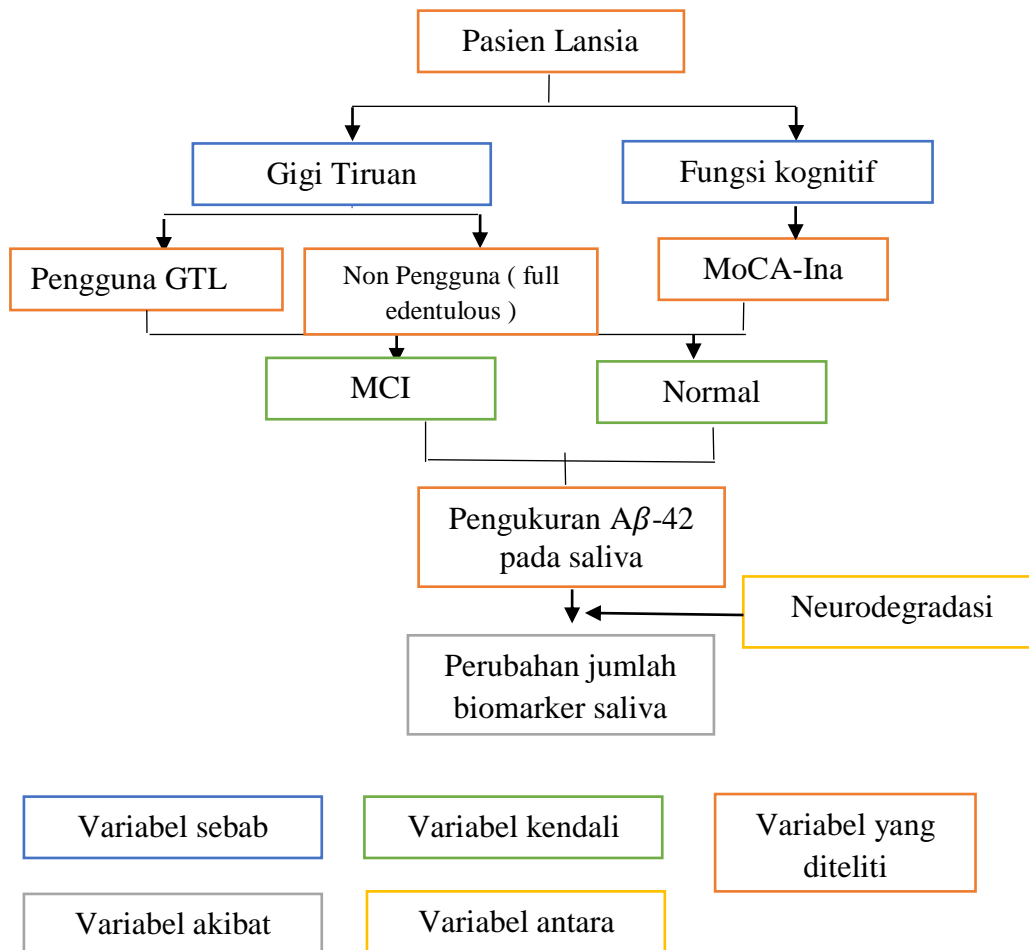 Pasien Lansia
Gigi Tiruan
Fungsi kognitif
Pengguna GTL
Non Pengguna ( full
edentulous )
MoCA-Ina
MCI
Normal
Pengukuran A𝛽-42
pada saliva
Neurodegradasi
Perubahan jumlah
biomarker saliva
Variabel sebab
Variabel kendali
Variabel yang
diteliti
Variabel akibat
Variabel antara